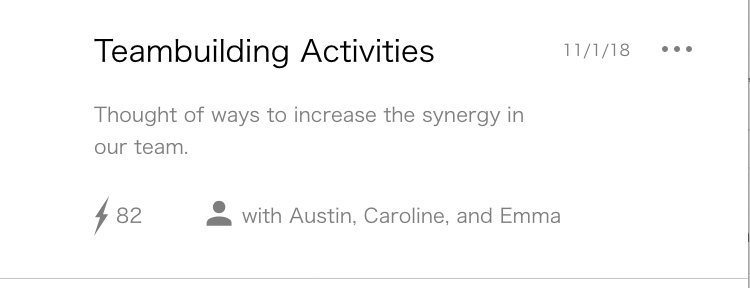 Teambuilding Activities 11/1/18
Thought of ways to increase the synergy in
our team.
82 with Austin, Caroline, and Emma